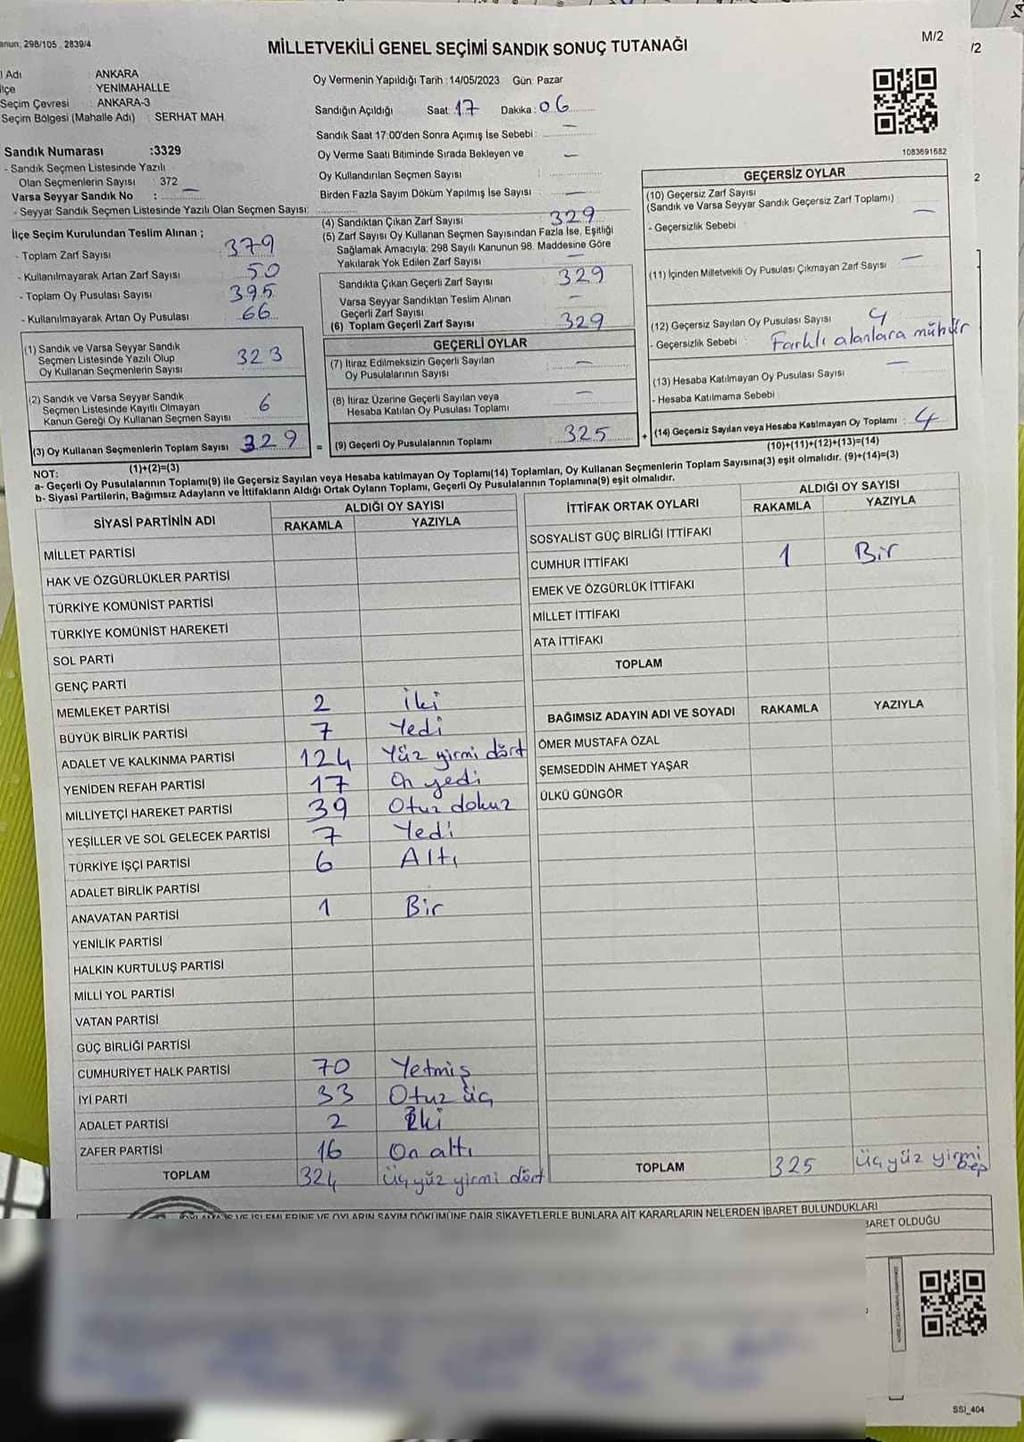 anun: 298/105 2839/4
MİLLETVEKİLİ GENEL SEÇİMİ SANDIK SONUÇ TUTANAĞI
M/2
/2
l Adı : ANKARA
ilçe : YENİMAHALLE
Seçim Çevresi : ANKARA-3
Seçim Bölgesi (Mahalle Adı) : SERHAT MAH
Oy Vermenin Yapıldığı Tarih :14/05/2023 Gün: Pazar
Sandığın Açıldığı Saat: 17 Dakika: 06
Sandık Saat 17:00'den Sonra Açımış İse Sebebi: —
Oy Verme Saati Bitiminde Sırada Bekleyen ve
Oy Kullandırılan Seçmen Sayısı : —
Birden Fazla Sayım Döküm Yapılmış İse Sayısı : —
1083691682
2
Sandık Numarası :3329
- Sandık Seçmen Listesinde Yazılı
Olan Seçmenlerin Sayısı : 372
Varsa Seyyar Sandık No : —
- Seyyar Sandık Seçmen Listesinde Yazılı Olan Seçmen Sayısı:
İlçe Seçim Kurulundan Teslim Alınan ;
- Toplam Zarf Sayısı : 379
- Kullanılmayarak Artan Zarf Sayısı : 50
- Toplam Oy Pusulası Sayısı : 395
- Kullanılmayarak Artan Oy Pusulası : 66
(1) Sandık ve Varsa Seyyar Sandık
Seçmen Listesinde Yazılı Olup
Oy Kullanan Seçmenlerin Sayısı : 323
(2) Sandık ve Varsa Seyyar Sandık
Seçmen Listesinde Kayıtlı Olmayan
Kanun Gereği Oy Kullanan Seçmen Sayısı : 6
(3) Oy Kullanan Seçmenlerin Toplam Sayısı : 329
(1)+(2)=(3)
(4) Sandıktan Çıkan Zarf Sayısı : 329
(5) Zarf Sayısı Oy Kullanan Seçmen Sayısından Fazla İse, Eşitliği
Sağlamak Amacıyla; 298 Sayılı Kanunun 98. Maddesine Göre
Yakılarak Yok Edilen Zarf Sayısı : —
Sandıkta Çıkan Geçerli Zarf Sayısı : 329
Varsa Seyyar Sandıktan Teslim Alınan
Geçerli Zarf Sayısı : —
(6) Toplam Geçerli Zarf Sayısı : 329
GEÇERLİ OYLAR
(7) İtiraz Edilmeksizin Geçerli Sayılan
Oy Pusulalarının Sayısı : —
(8) İtiraz Üzerine Geçerli Sayılan veya
Hesaba Katılan Oy Pusulası Toplamı : —
= (9) Geçerli Oy Pusulalarının Toplamı : 325
GEÇERSİZ OYLAR
(10) Geçersiz Zarf Sayısı
(Sandık ve Varsa Seyyar Sandık Geçersiz Zarf Toplamı) : —
- Geçersizlik Sebebi
(11) İçinden Milletvekili Oy Pusulası Çıkmayan Zarf Sayısı : —
(12) Geçersiz Sayılan Oy Pusulası Sayısı : 4
- Geçersizlik Sebebi : Farklı alanlara mühür
(13) Hesaba Katılmayan Oy Pusulası Sayısı : —
- Hesaba Katılmama Sebebi
+ (14) Geçersiz Sayılan veya Hesaba Katılmayan Oy Toplamı : 4
(10)+(11)+(12)+(13)=(14)
NOT:
a- Geçerli Oy Pusulalarının Toplamı(9) ile Geçersiz Sayılan veya Hesaba katılmayan Oy Toplamı(14) Toplamları, Oy Kullanan Seçmenlerin Toplam Sayısına(3) eşit olmalıdır. (9)+(14)=(3)
b- Siyasi Partilerin, Bağımsız Adayların ve İttifakların Aldığı Ortak Oyların Toplamı, Geçerli Oy Pusulalarının Toplamına(9) eşit olmalıdır.
SİYASİ PARTİNİN ADI ALDIĞI OY SAYISI
RAKAMLA YAZIYLA
MİLLET PARTİSİ
HAK VE ÖZGÜRLÜKLER PARTİSİ
TÜRKİYE KOMÜNİST PARTİSİ
TÜRKİYE KOMÜNİST HAREKETİ
SOL PARTİ
GENÇ PARTİ
MEMLEKET PARTİSİ 2 İki
BÜYÜK BİRLİK PARTİSİ 7 Yedi
ADALET VE KALKINMA PARTİSİ 124 Yüz yirmi dört
YENİDEN REFAH PARTİSİ 17 On yedi
MİLLİYETÇİ HAREKET PARTİSİ 39 Otuz dokuz
YEŞİLLER VE SOL GELECEK PARTİSİ 7 Yedi
TÜRKİYE İŞÇİ PARTİSİ 6 Altı
ADALET BİRLİK PARTİSİ
ANAVATAN PARTİSİ 1 Bir
YENİLİK PARTİSİ
HALKIN KURTULUŞ PARTİSİ
MİLLİ YOL PARTİSİ
VATAN PARTİSİ
GÜÇ BİRLİĞİ PARTİSİ
CUMHURİYET HALK PARTİSİ 70 Yetmiş
İYİ PARTİ 33 Otuz üç
ADALET PARTİSİ 2 İki
ZAFER PARTİSİ 16 On altı
TOPLAM 324 Üçyüz yirmi dört
İTTİFAK ORTAK OYLARI ALDIĞI OY SAYISI
RAKAMLA YAZIYLA
SOSYALİST GÜÇ BİRLİĞİ İTTİFAKI
CUMHUR İTTİFAKI 1 Bir
EMEK VE ÖZGÜRLÜK İTTİFAKI
MİLLET İTTİFAKI
ATA İTTİFAKI
TOPLAM
BAĞIMSIZ ADAYIN ADI VE SOYADI RAKAMLA YAZIYLA
ÖMER MUSTAFA ÖZAL
ŞEMSEDDİN AHMET YAŞAR
ÜLKÜ GÜNGÖR
TOPLAM 325 Üçyüz yirmi beş
İŞLEMLERİNE VE OYLARIN SAYIM DÖKÜMÜNE DAİR ŞİKAYETLERLE BUNLARA AİT KARARLARIN NELERDEN İBARET BULUNDUKLARI
BARET OLDUĞU
SSI_404